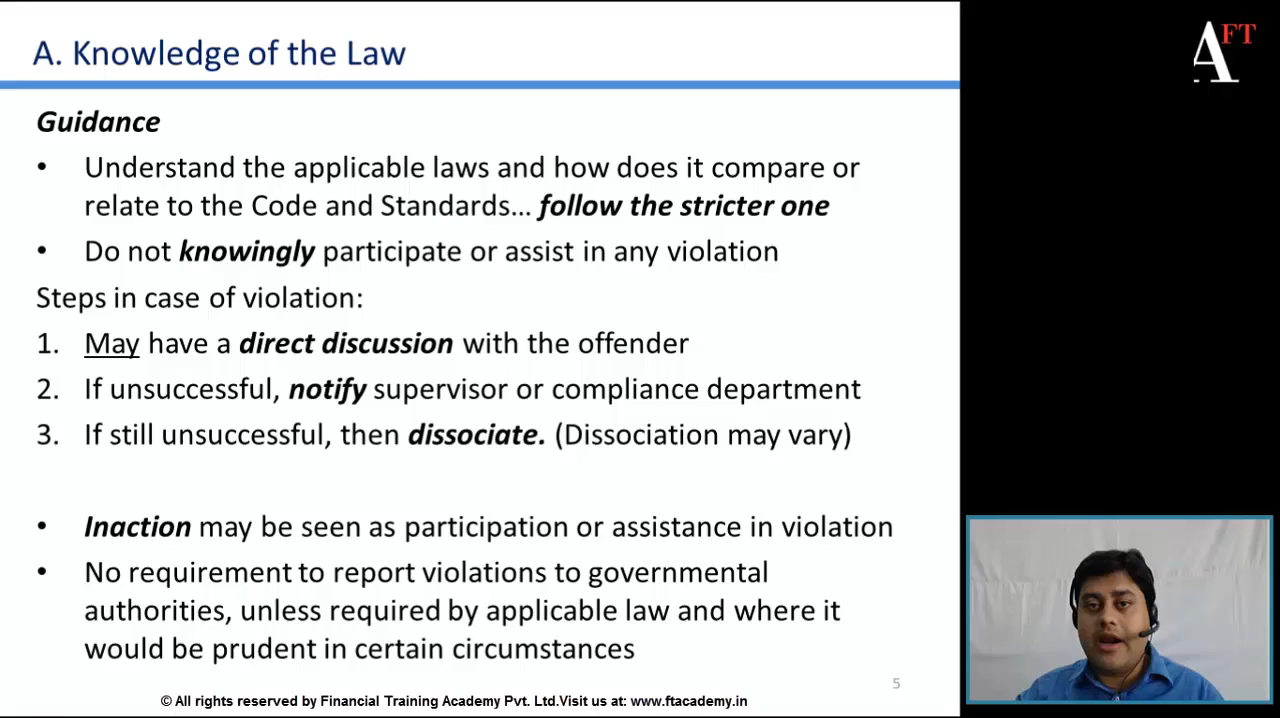 A. Knowledge of the Law
AFT
Guidance
• Understand the applicable laws and how does it compare or
relate to the Code and Standards... follow the stricter one
• Do not knowingly participate or assist in any violation
Steps in case of violation:
1. May have a direct discussion with the offender
2. If unsuccessful, notify supervisor or compliance department
3. If still unsuccessful, then dissociate. (Dissociation may vary)
• Inaction may be seen as participation or assistance in violation
• No requirement to report violations to governmental
authorities, unless required by applicable law and where it
would be prudent in certain circumstances
5
© All rights reserved by Financial Training Academy Pvt. Ltd.Visit us at: www.ftacademy.in